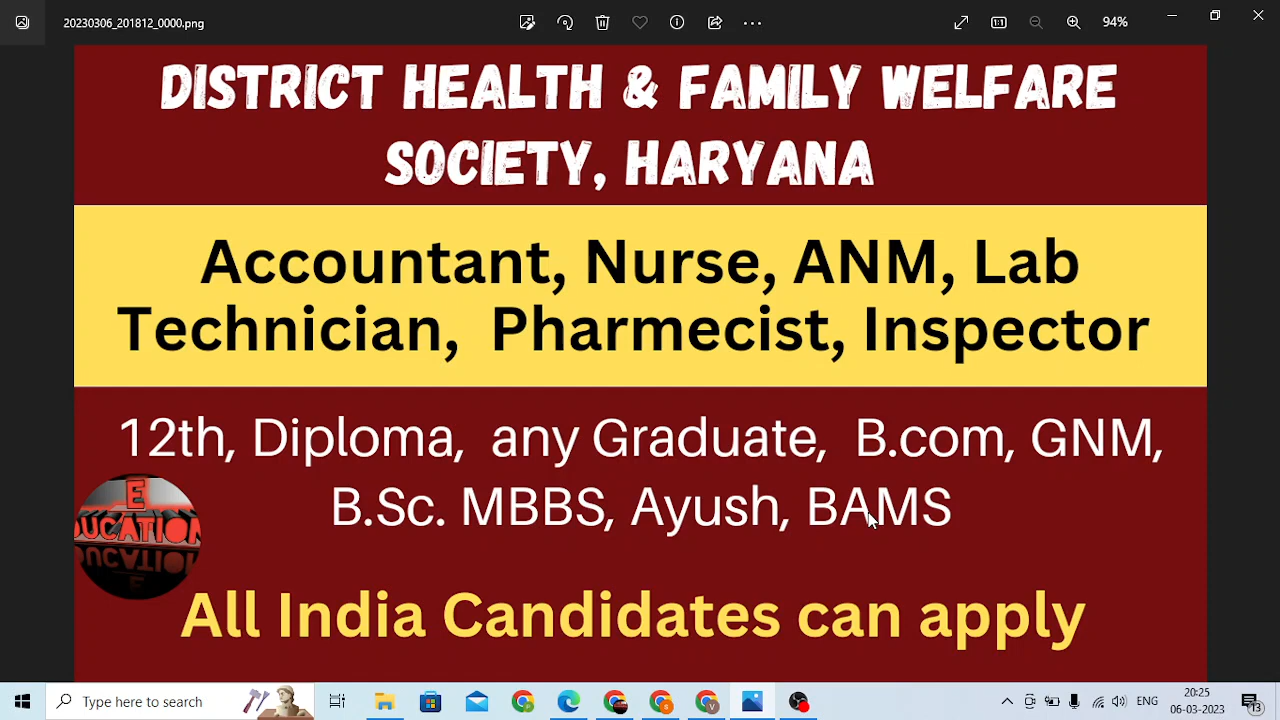 20230306_201812_0000.png
94%
DISTRICT HEALTH & FAMILY WELFARE
SOCIETY, HARYANA
Accountant, Nurse, ANM, Lab
Technician, Pharmecist, Inspector
12th, Diploma, any Graduate, B.com, GNM,
B.Sc. MBBS, Ayush, BAMS
E
DUCATION
All India Candidates can apply
Type here to search
ENG
20:25
06-03-2023
13